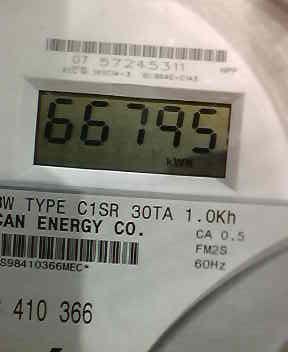 07 57245311
66795
kWH
3W TYPE C1SR 30TA 1.0Kh
CAN ENERGY CO.
CA 0.5
FM2S
60Hz
S98410366MEC*
410 366